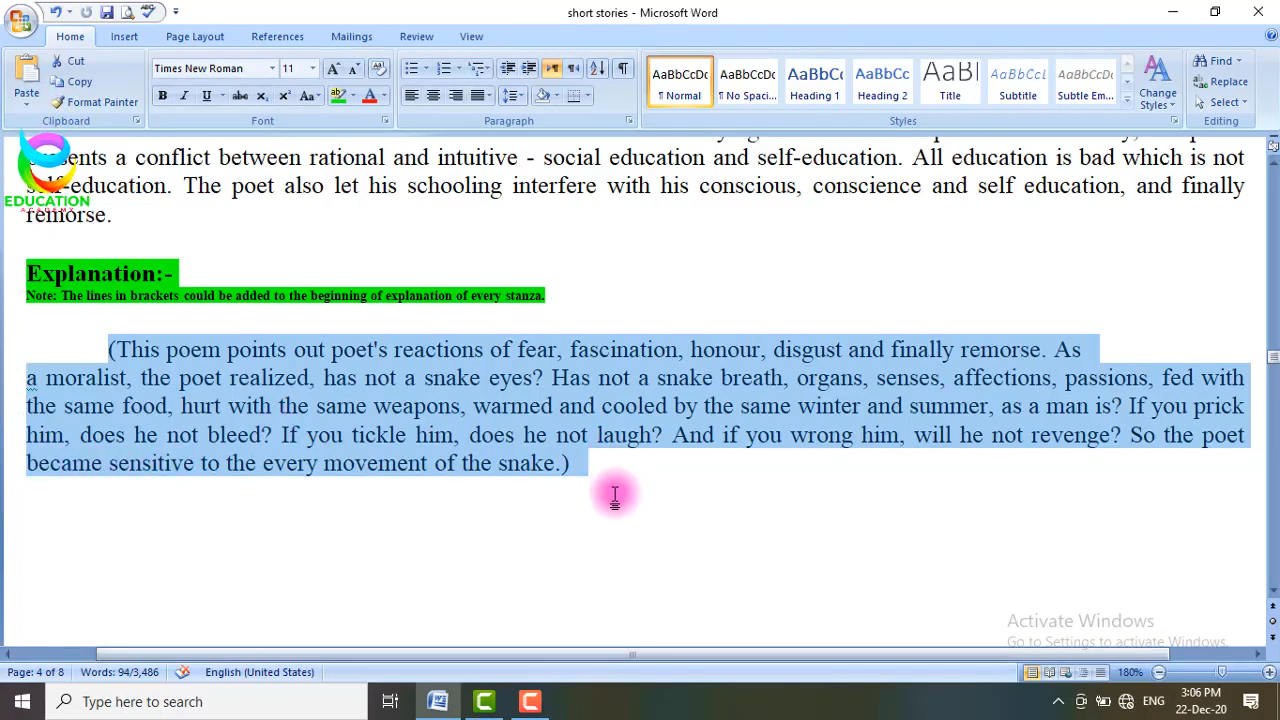 short stories - Microsoft Word
Home Insert Page Layout References Mailings Review View
Paste
Cut
Copy
Format Painter
Clipboard
Times New Roman 11
B I U abe x₂ x² Aa
Font
Paragraph
AaBbCcDc AaBbCcDc AaBbC AaBbCc AaB AaBbCcL AaBbCcDc
¶ Normal ¶ No Spaci... Heading 1 Heading 2 Title Subtitle Subtle Em...
Styles
Change Styles
Find
Replace
Select
Editing
a conflict between rational and intuitive - social education and self-education. All education is bad which is not
self-education. The poet also let his schooling interfere with his conscious, conscience and self education, and finally
remorse.
EDUCATION
ACADEMY
Explanation:-
Note: The lines in brackets could be added to the beginning of explanation of every stanza.
(This poem points out poet's reactions of fear, fascination, honour, disgust and finally remorse. As
a moralist, the poet realized, has not a snake eyes? Has not a snake breath, organs, senses, affections, passions, fed with
the same food, hurt with the same weapons, warmed and cooled by the same winter and summer, as a man is? If you prick
him, does he not bleed? If you tickle him, does he not laugh? And if you wrong him, will he not revenge? So the poet
became sensitive to the every movement of the snake.)
Activate Windows
Go to Settings to activate Windows.
Page: 4 of 8 Words: 94/3,486 English (United States) 180%
Type here to search
ENG
3:06 PM
22-Dec-20